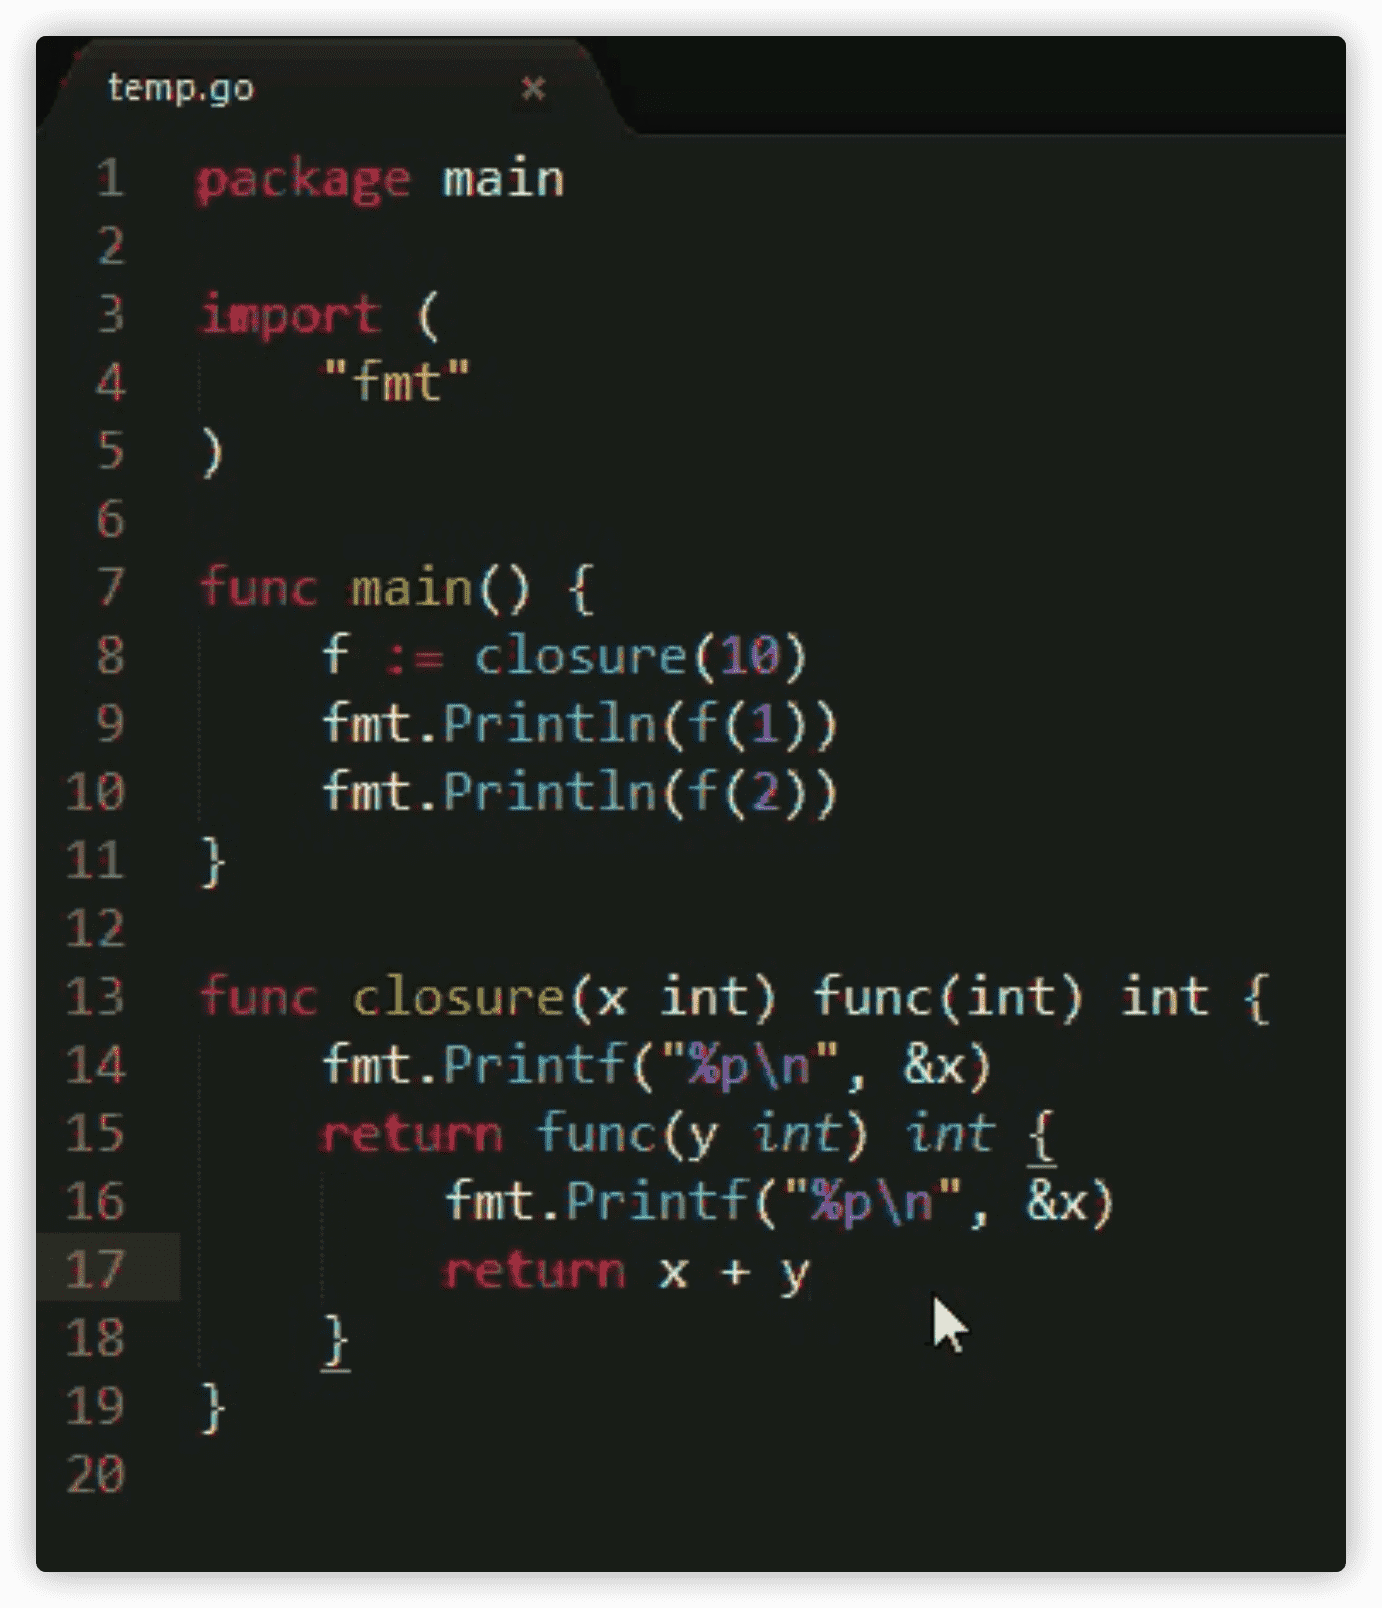 temp.go ×
1 package main
2
3 import (
4     "fmt"
5 )
6
7 func main() {
8     f := closure(10)
9     fmt.Println(f(1))
10     fmt.Println(f(2))
11 }
12
13 func closure(x int) func(int) int {
14     fmt.Printf("%p\n", &x)
15     return func(y int) int {
16         fmt.Printf("%p\n", &x)
17         return x + y
18     }
19 }
20